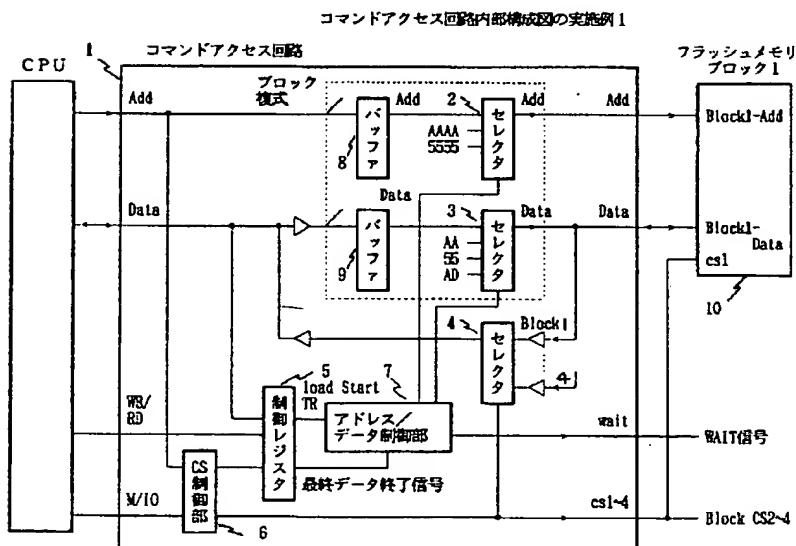 コマンドアクセス回路内部構成図の実施例1
コマンドアクセス回路
フラッシュメモリ
ブロック1
CPU
1
ブロック
複式
Add
Add
2
Add
Add
Block1-Add
バッファ
セレクタ
AAAA
5555
8
Data
Data
3
Data
Data
Block1-
Data
バッファ
セレクタ
AA
55
AD
cs1
9
10
4
Block1
セレクタ
4
5
load Start
7
TR
WR/
RD
制御レジスタ
アドレス/
データ制御部
wait
WAIT信号
CS制御部
最終データ終了信号
M/IO
cs1~4
Block CS2~4
6